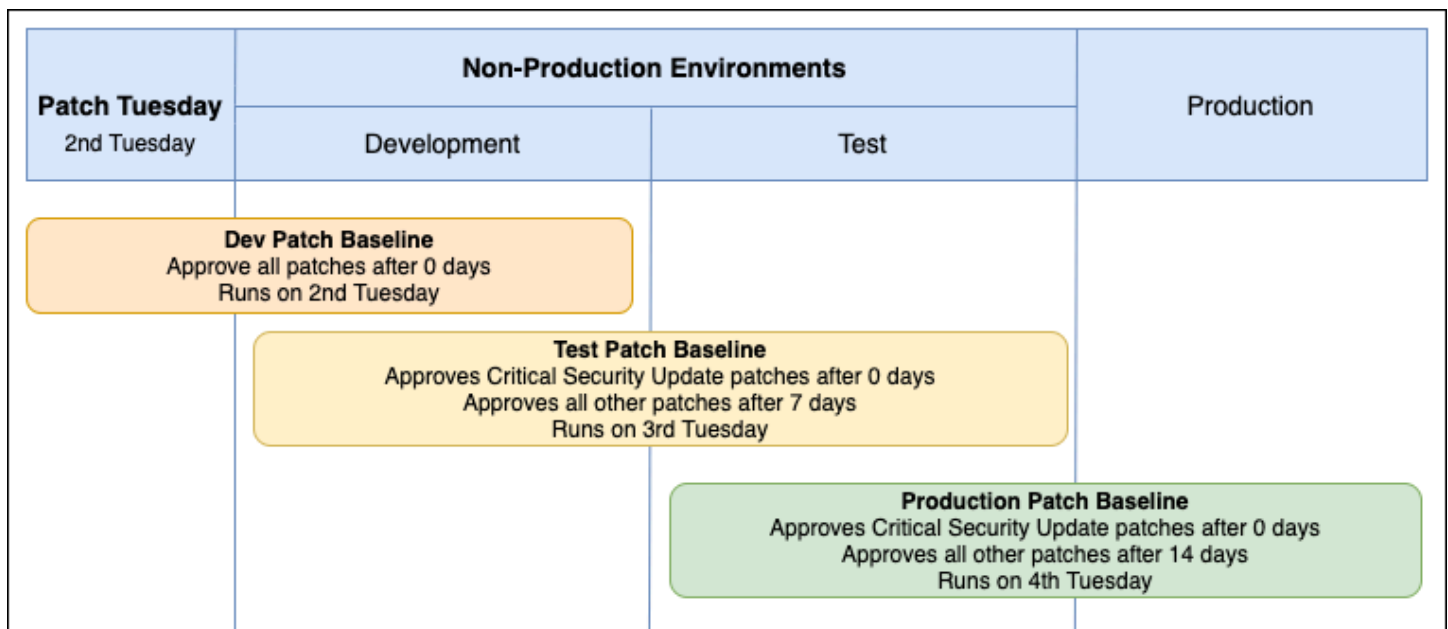 Patch Tuesday
2nd Tuesday
Non-Production Environments
Development
Test
Production
Dev Patch Baseline
Approve all patches after 0 days
Runs on 2nd Tuesday
Test Patch Baseline
Approves Critical Security Update patches after 0 days
Approves all other patches after 7 days
Runs on 3rd Tuesday
Production Patch Baseline
Approves Critical Security Update patches after 0 days
Approves all other patches after 14 days
Runs on 4th Tuesday